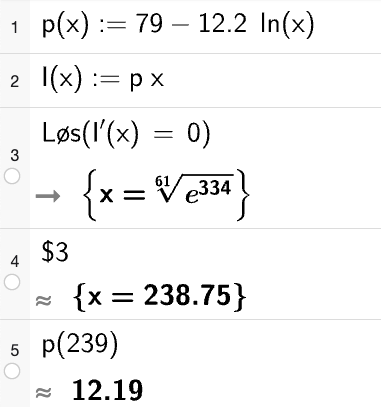 1 p(x) := 79 − 12.2 ln(x)
2 I(x) := p x
3 Løs(I′(x) = 0)
→ {x = ⁶¹√e³³⁴}
4 $3
≈ {x = 238.75}
5 p(239)
≈ 12.19